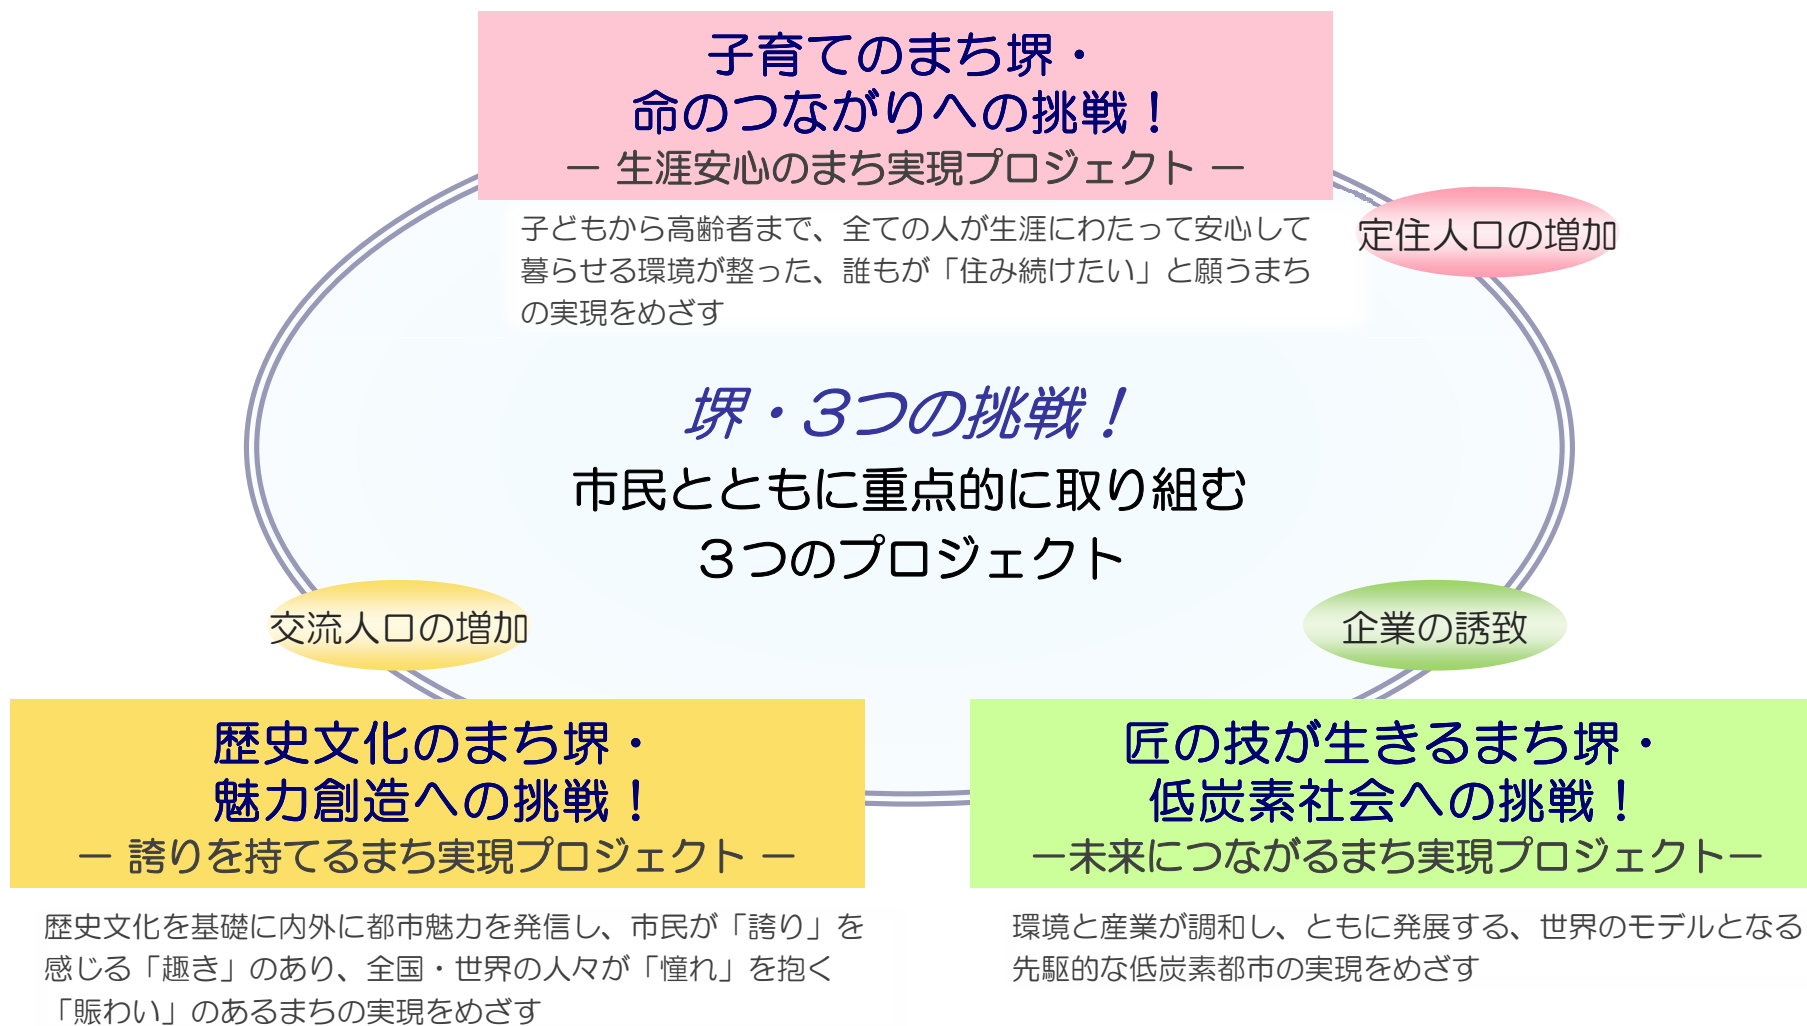 子育てのまち堺・
命のつながりへの挑戦！
― 生涯安心のまち実現プロジェクト ―
定住人口の増加
子どもから高齢者まで、全ての人が生涯にわたって安心して
暮らせる環境が整った、誰もが「住み続けたい」と願うまち
の実現をめざす
堺・３つの挑戦！
市民とともに重点的に取り組む
３つのプロジェクト
交流人口の増加
企業の誘致
歴史文化のまち堺・
魅力創造への挑戦！
― 誇りを持てるまち実現プロジェクト ―
歴史文化を基礎に内外に都市魅力を発信し、市民が「誇り」を
感じる「趣き」のあり、全国・世界の人々が「憧れ」を抱く
「賑わい」のあるまちの実現をめざす
匠の技が生きるまち堺・
低炭素社会への挑戦！
―未来につながるまち実現プロジェクト―
環境と産業が調和し、ともに発展する、世界のモデルとなる
先駆的な低炭素都市の実現をめざす